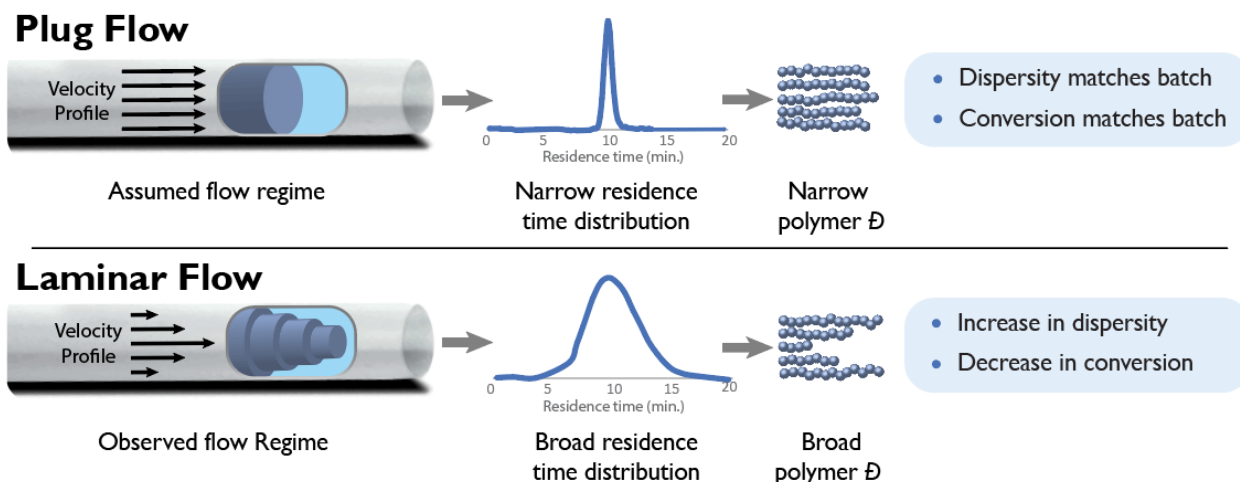 Plug Flow
Velocity
Profile
Assumed flow regime
0 5 10 15 20
Residence time (min.)
Narrow residence
time distribution
Narrow
polymer Đ
• Dispersity matches batch
• Conversion matches batch
Laminar Flow
Velocity
Profile
Observed flow Regime
0 5 10 15 20
Residence time (min.)
Broad residence
time distribution
Broad
polymer Đ
• Increase in dispersity
• Decrease in conversion